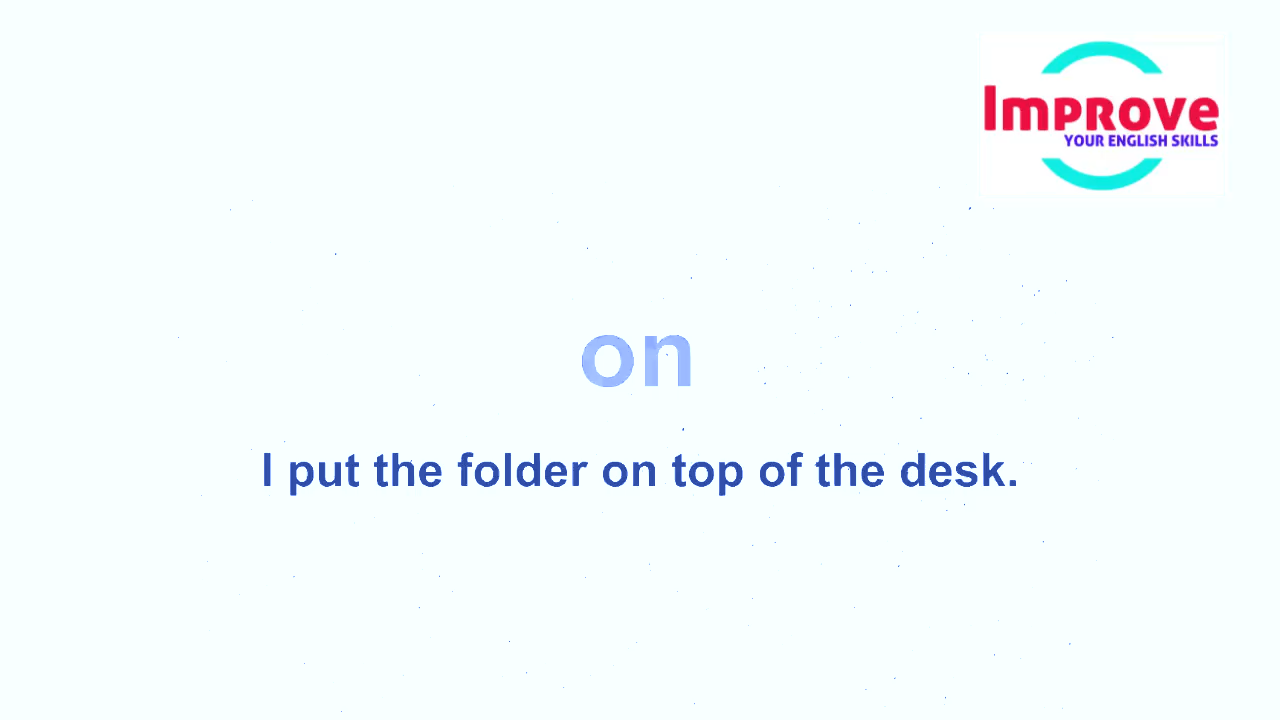 Improve
YOUR ENGLISH SKILLS
on
I put the folder on top of the desk.